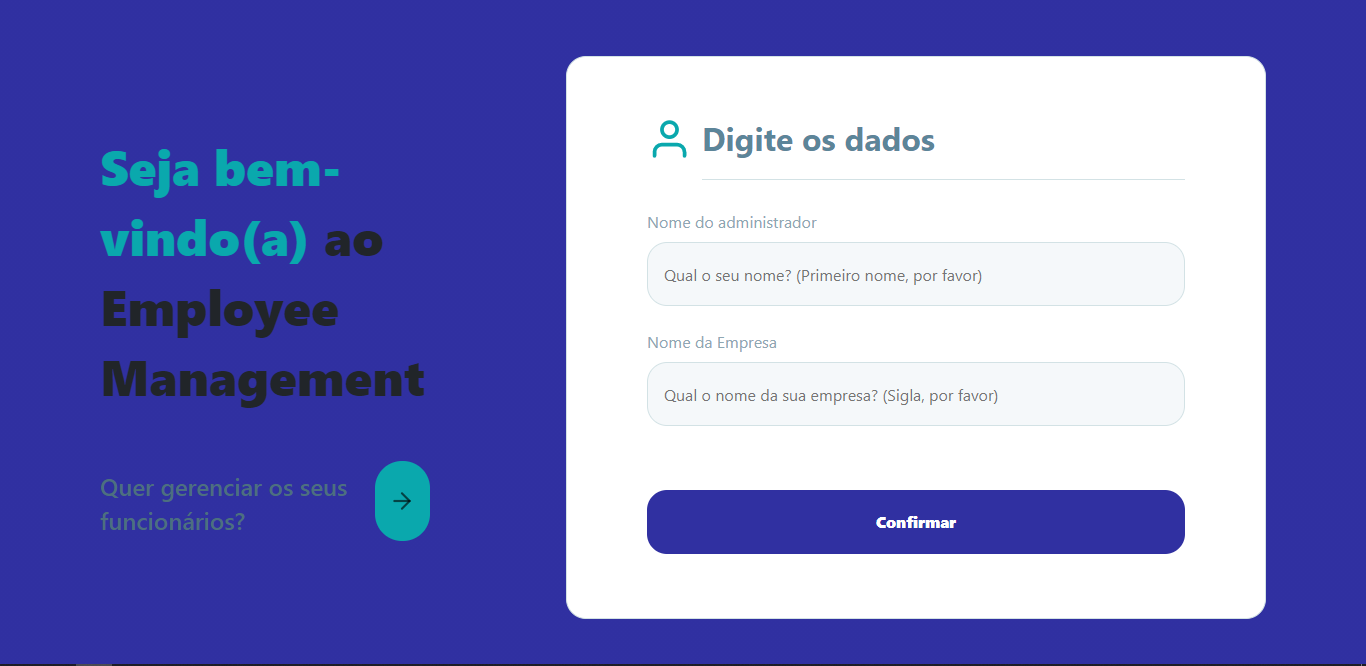 Seja bem-
vindo(a) ao
Employee
Management
Quer gerenciar os seus
funcionários?
Digite os dados
Nome do administrador
Qual o seu nome? (Primeiro nome, por favor)
Nome da Empresa
Qual o nome da sua empresa? (Sigla, por favor)
Confirmar